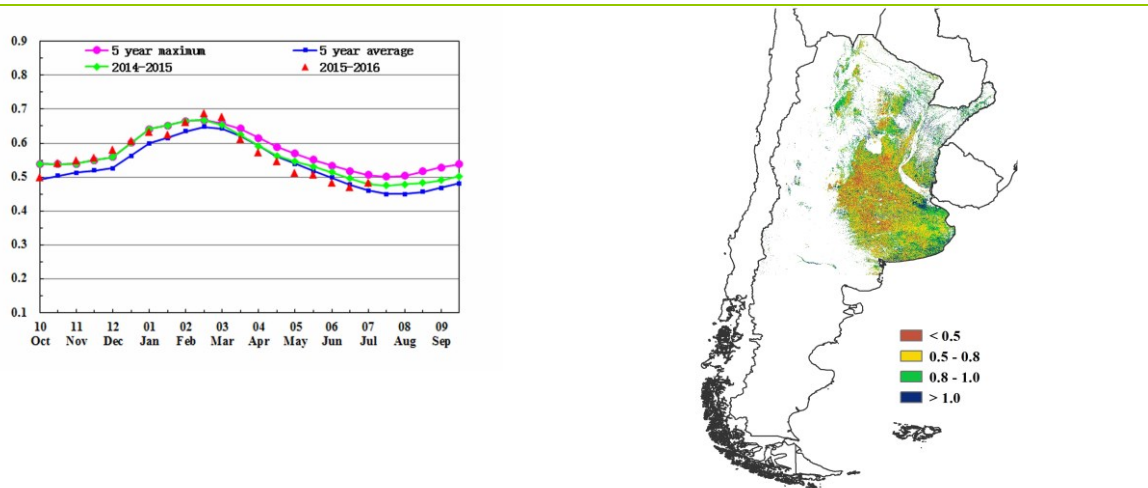 0.9
0.8
0.7
0.6
0.5
0.4
0.3
0.2
0.1
5 year maximum 5 year average
2014-2015 2015-2016
10 11 12 01 02 03 04 05 06 07 08 09
Oct Nov Dec Jan Feb Mar Apr May Jun Jul Aug Sep
< 0.5
0.5 - 0.8
0.8 - 1.0
> 1.0